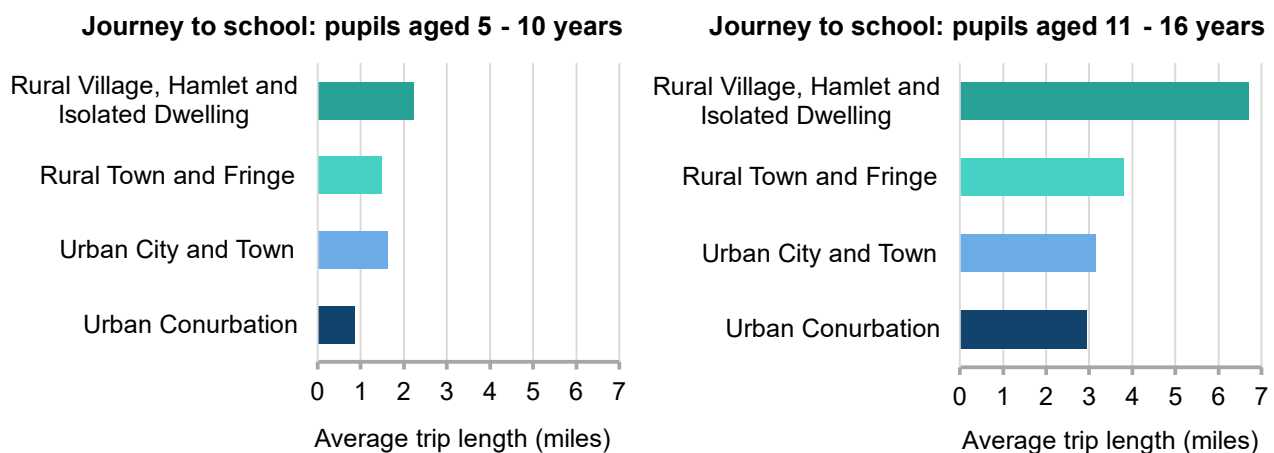 Journey to school: pupils aged 5 - 10 years
Rural Village, Hamlet and
Isolated Dwelling
Rural Town and Fringe
Urban City and Town
Urban Conurbation
0 1 2 3 4 5 6 7
Average trip length (miles)
Journey to school: pupils aged 11 - 16 years
Rural Village, Hamlet and
Isolated Dwelling
Rural Town and Fringe
Urban City and Town
Urban Conurbation
0 1 2 3 4 5 6 7
Average trip length (miles)